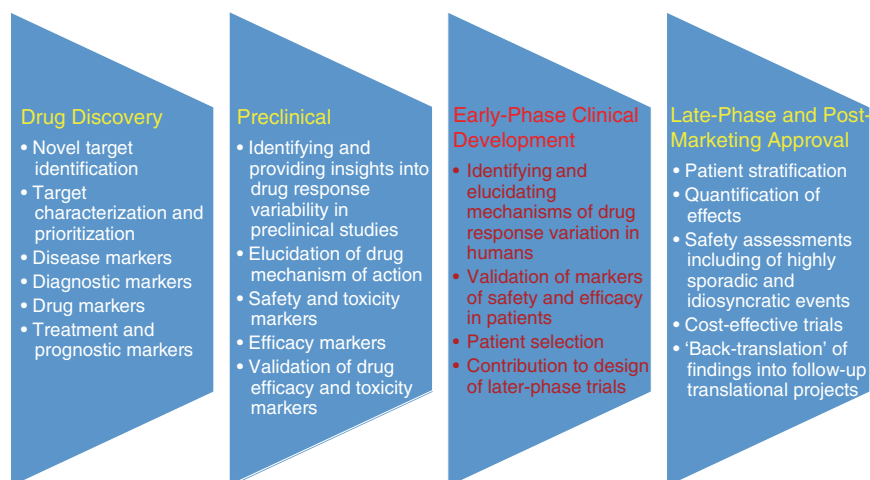 Drug Discovery
• Novel target
identification
• Target
characterization and
prioritization
• Disease markers
• Diagnostic markers
• Drug markers
• Treatment and
prognostic markers
Preclinical
• Identifying and
providing insights into
drug response
variability in
preclinical studies
• Elucidation of drug
mechanism of action
• Safety and toxicity
markers
• Efficacy markers
• Validation of drug
efficacy and toxicity
markers
Early-Phase Clinical
Development
• Identifying and
elucidating
mechanisms of drug
response variation in
humans
• Validation of markers
of safety and efficacy
in patients
• Patient selection
• Contribution to design
of later-phase trials
Late-Phase and Post-
Marketing Approval
• Patient stratification
• Quantification of
effects
• Safety assessments
including of highly
sporadic and
idiosyncratic events
• Cost-effective trials
• ‘Back-translation’ of
findings into follow-up
translational projects